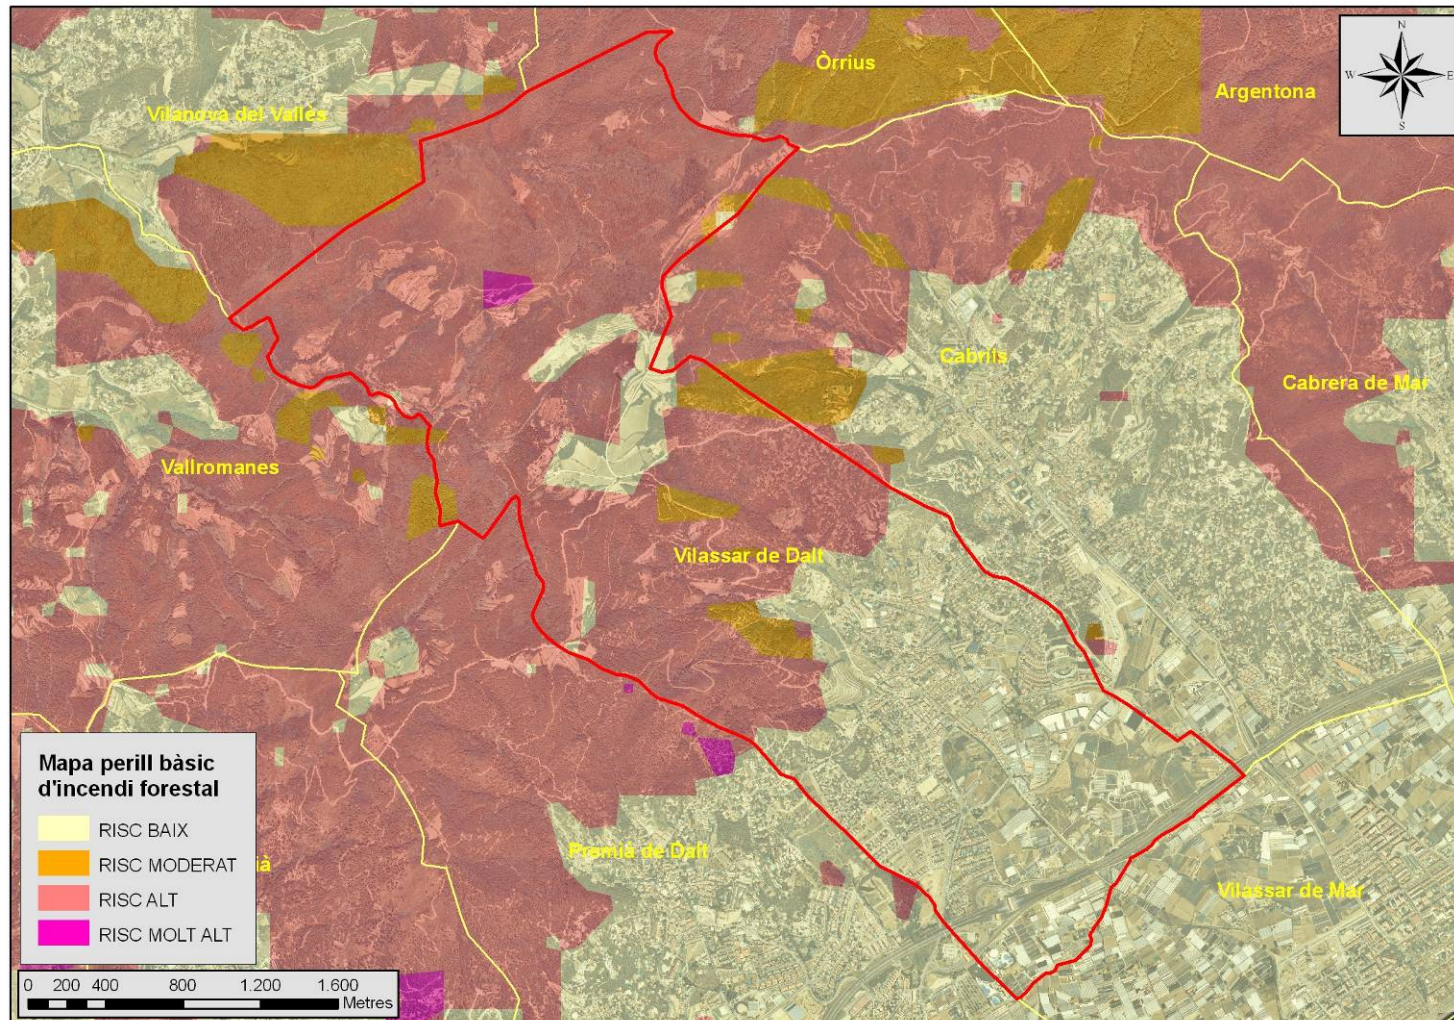 Òrrius
Argentona
N
W
E
S
Vilanova del Vallès
Cabrils
Cabrera de Mar
Vallromanes
Vilassar de Dalt
Premià de Dalt
Vilassar de Mar
ià
Mapa perill bàsic
d'incendi forestal
RISC BAIX
RISC MODERAT
RISC ALT
RISC MOLT ALT
0 200 400 800 1.200 1.600
Metres